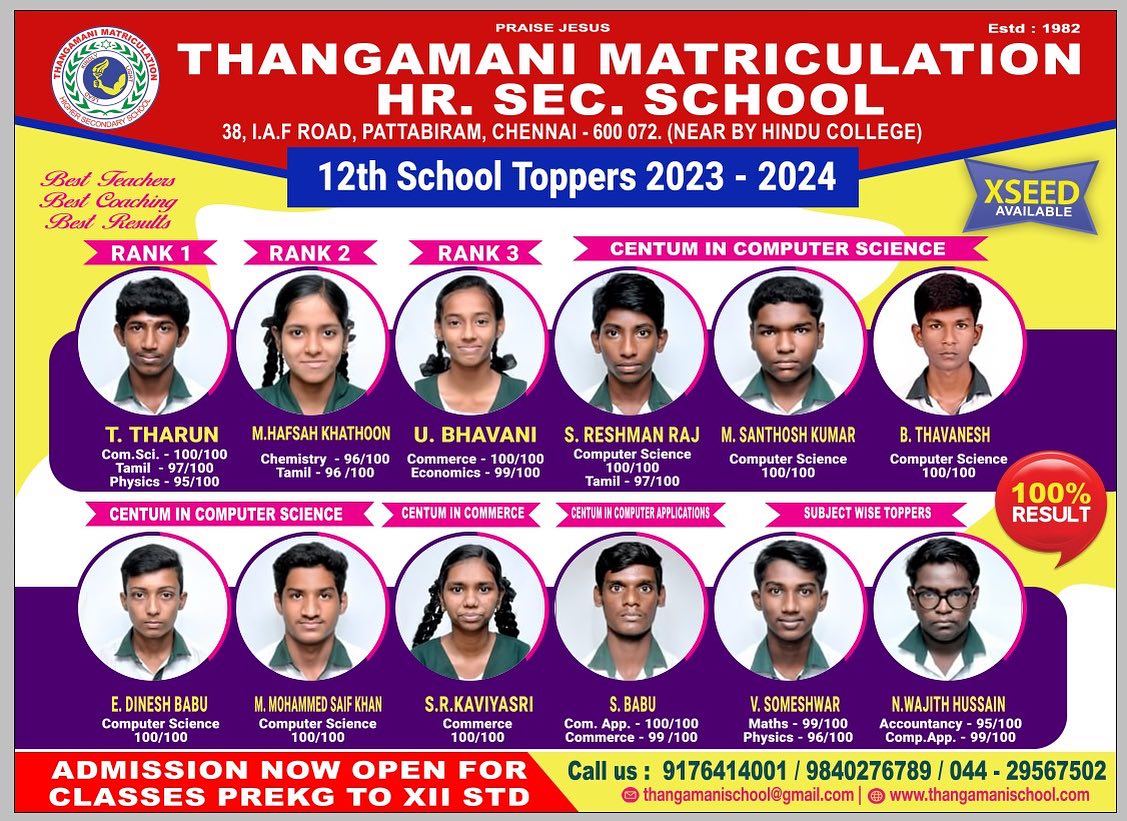 PRAISE JESUS
Estd : 1982
THANGAMANI MATRICULATION
HIGHER SECONDARY SCHOOL
THANGAMANI MATRICULATION
HR. SEC. SCHOOL
38, I.A.F ROAD, PATTABIRAM, CHENNAI - 600 072. (NEAR BY HINDU COLLEGE)
12th School Toppers 2023 - 2024
Best Teachers
Best Coaching
Best Results
XSEED
AVAILABLE
RANK 1
RANK 2
RANK 3
CENTUM IN COMPUTER SCIENCE
T. THARUN
Com.Sci. - 100/100
Tamil - 97/100
Physics - 95/100
M.HAFSAH KHATHOON
Chemistry - 96/100
Tamil - 96 /100
U. BHAVANI
Commerce - 100/100
Economics - 99/100
S. RESHMAN RAJ
Computer Science
100/100
Tamil - 97/100
M. SANTHOSH KUMAR
Computer Science
100/100
B. THAVANESH
Computer Science
100/100
100%
RESULT
CENTUM IN COMPUTER SCIENCE
CENTUM IN COMMERCE
CENTUM IN COMPUTER APPLICATIONS
SUBJECT WISE TOPPERS
E. DINESH BABU
Computer Science
100/100
M. MOHAMMED SAIF KHAN
Computer Science
100/100
S.R.KAVIYASRI
Commerce
100/100
S. BABU
Com. App. - 100/100
Commerce - 99 /100
V. SOMESHWAR
Maths - 99/100
Physics - 96/100
N.WAJITH HUSSAIN
Accountancy - 95/100
Comp.App. - 99/100
ADMISSION NOW OPEN FOR
CLASSES PREKG TO XII STD
Call us : 9176414001 / 9840276789 / 044 - 29567502
thangamanischool@gmail.com | www.thangamanischool.com